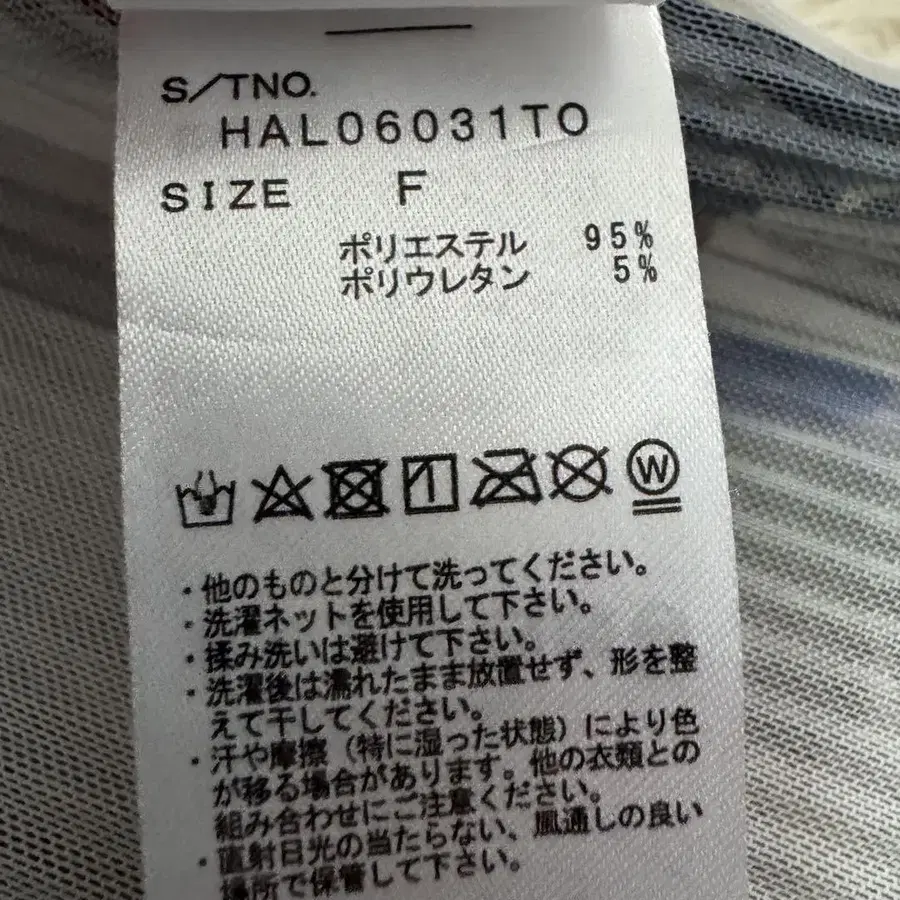 S/TNO.
HAL06031TO
SIZE F
ポリエステル 95%
ポリウレタン 5%
W
・他のものと分けて洗ってください。
・洗濯ネットを使用して下さい。
・揉み洗いは避けて下さい。
・洗濯後は濡れたまま放置せず、形を整
えて干してください。
・汗や摩擦（特に湿った状態）により色
が移る場合があります。他の衣類との
組み合わせにご注意ください。
・直射日光の当たらない、風通しの良い
場所で保管して下さい。